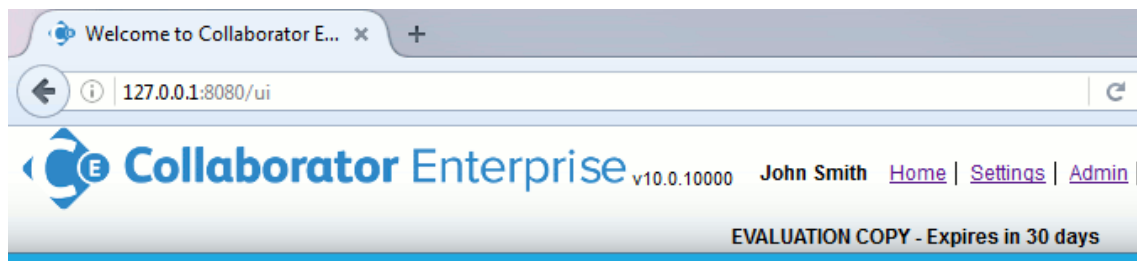 Welcome to Collaborator E...
127.0.0.1:8080/ui
Collaborator Enterprise v10.0.10000 John Smith Home | Settings | Admin |
EVALUATION COPY - Expires in 30 days